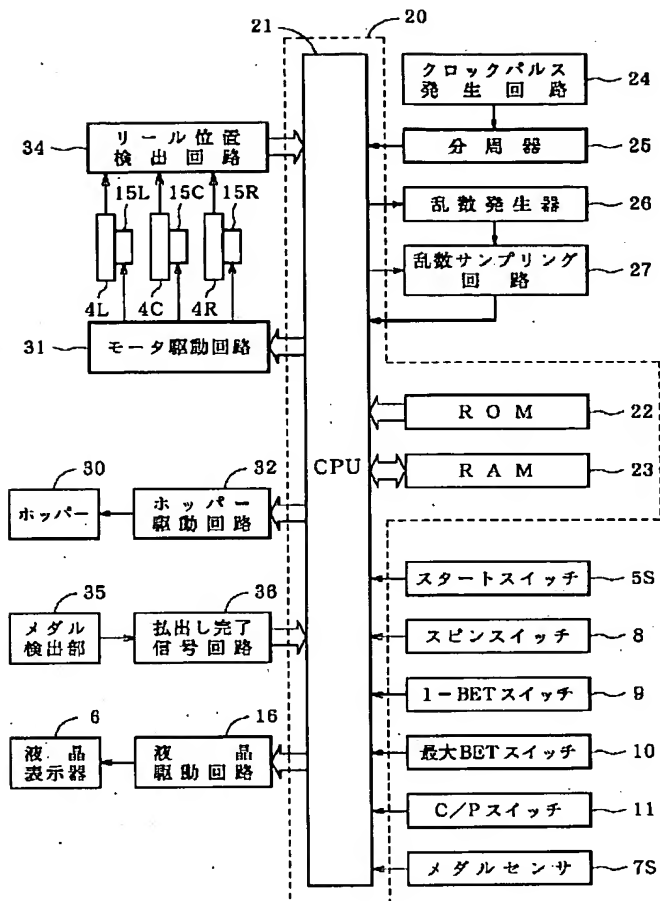 21
20
クロックパルス
発生回路
24
34
リール位置
検出回路
分周器
25
15L
15C
15R
乱数発生器
26
乱数サンプリング
回路
27
4L
4C
4R
31
モータ駆動回路
ROM
22
CPU
RAM
23
30
32
ホッパー
ホッパー
駆動回路
スタートスイッチ
5S
35
36
メダル
検出部
払出し完了
信号回路
スピンスイッチ
8
1－BETスイッチ
9
6
16
液晶
表示器
液晶
駆動回路
最大BETスイッチ
10
C/Pスイッチ
11
メダルセンサ
7S